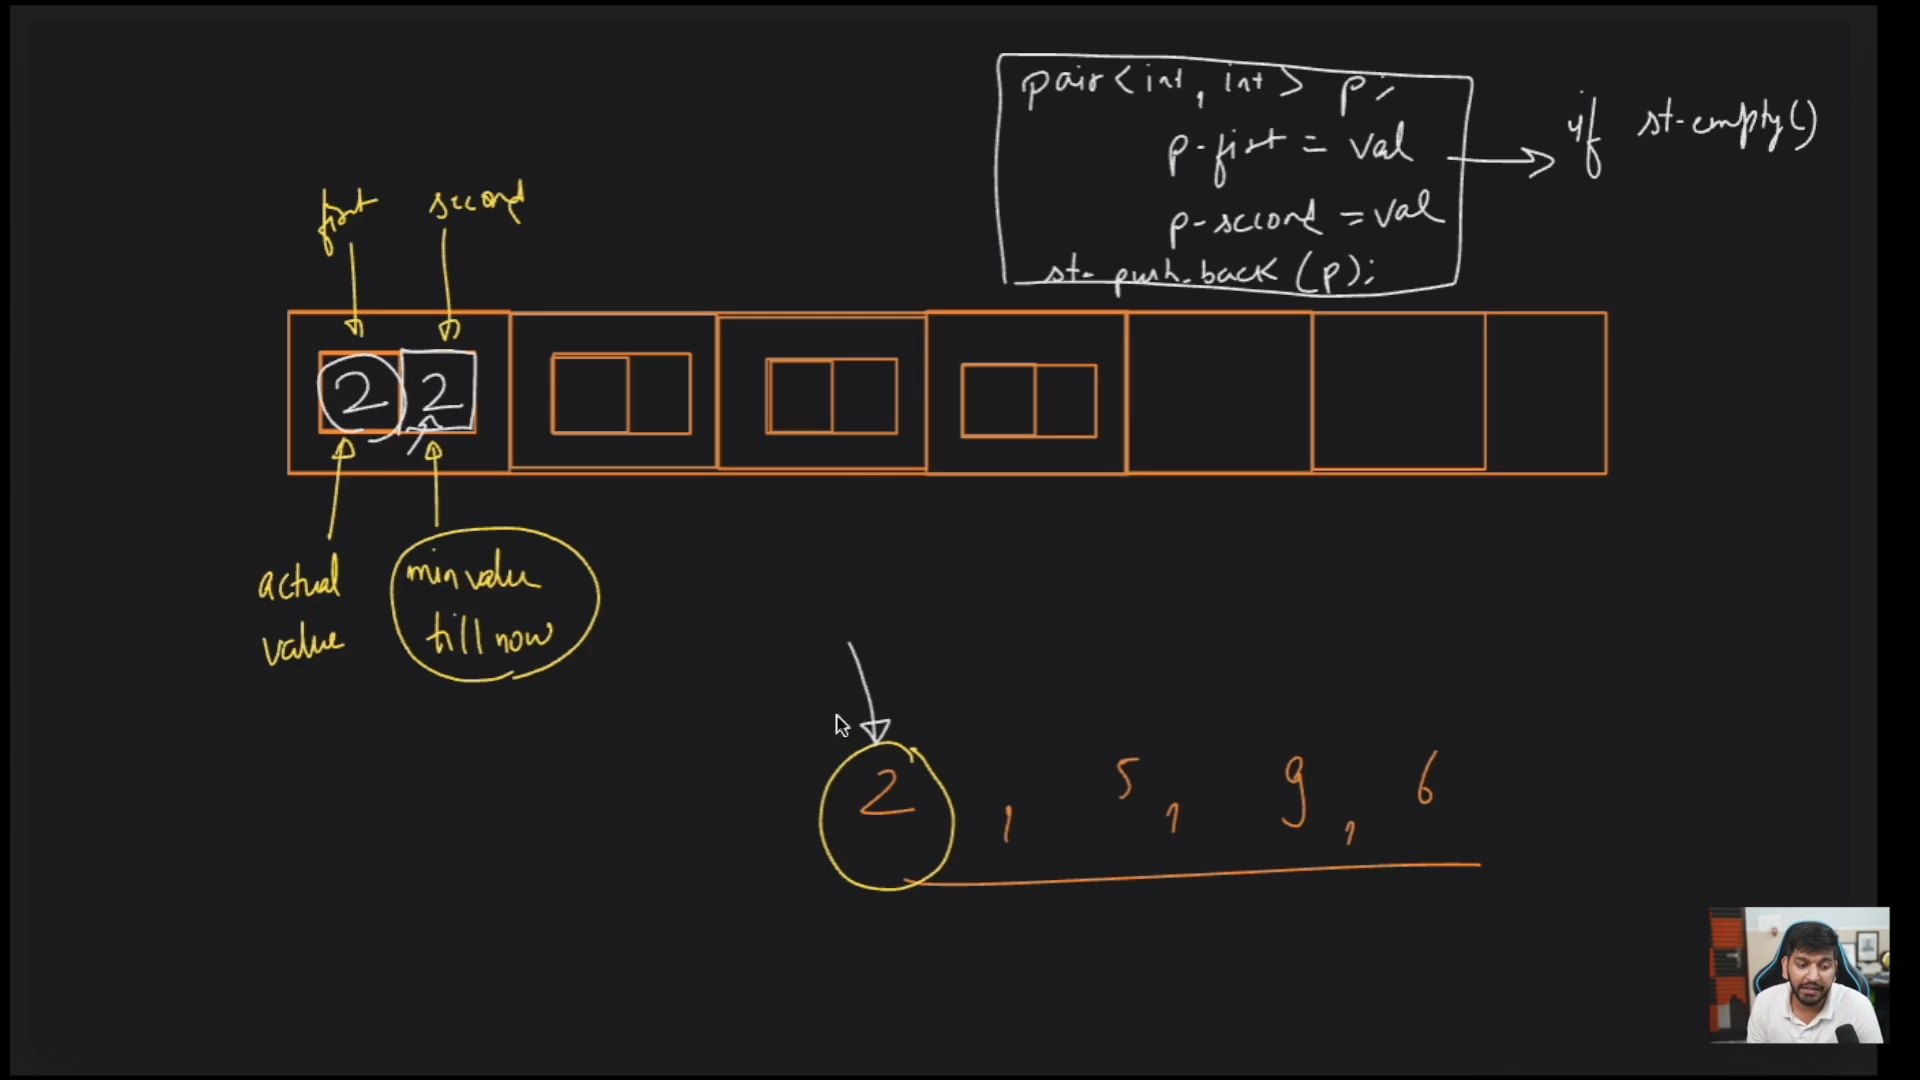 pair<int, int> p;
p.first = val
p.second = val
st.push_back(p);
if st.empty()
first second
2 2
actual
value
min value
till now
2, 5, 9, 6